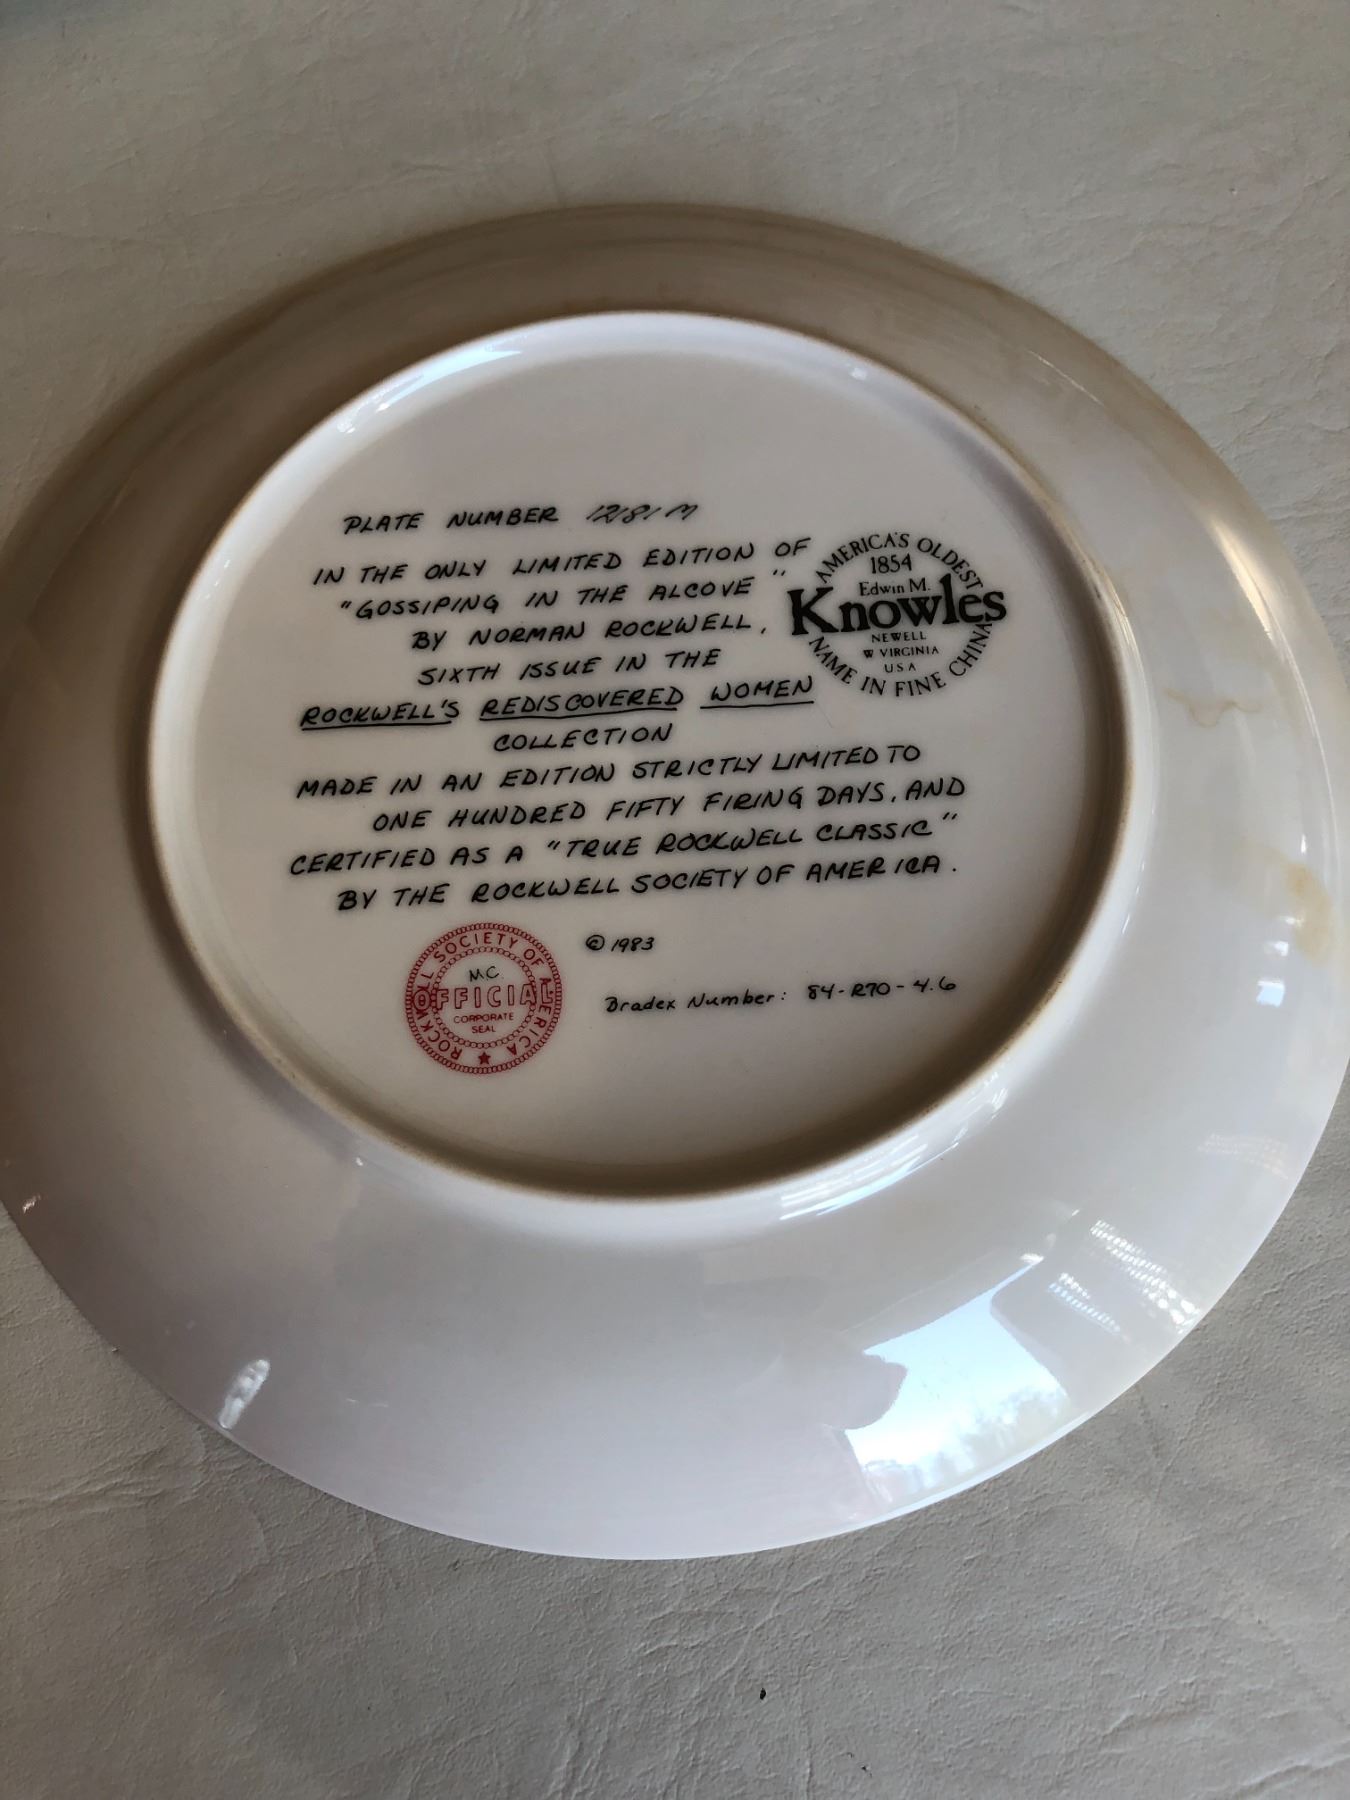 PLATE NUMBER 12181 M
IN THE ONLY LIMITED EDITION OF
"GOSSIPING IN THE ALCOVE"
BY NORMAN ROCKWELL,
SIXTH ISSUE IN THE
ROCKWELL'S REDISCOVERED WOMEN
COLLECTION
MADE IN AN EDITION STRICTLY LIMITED TO
ONE HUNDRED FIFTY FIRING DAYS, AND
CERTIFIED AS A "TRUE ROCKWELL CLASSIC"
BY THE ROCKWELL SOCIETY OF AMERICA.
AMERICA'S OLDEST
1854
Edwin M.
Knowles
NEWELL
W VIRGINIA
USA
NAME IN FINE CHINA
ROCKWELL SOCIETY OF AMERICA
MC
OFFICIAL
CORPORATE
SEAL
© 1983
Bradex Number: 84-R70-4.6